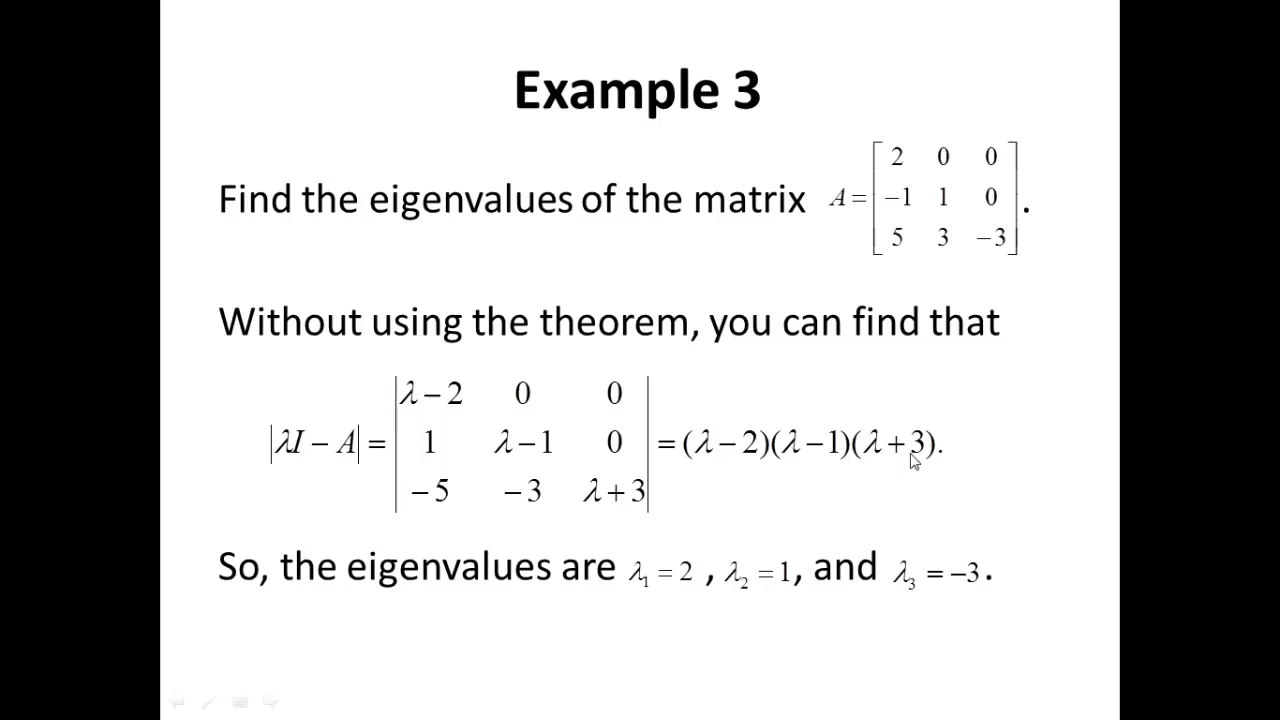 Example 3
Find the eigenvalues of the matrix A = [2 0 0; −1 1 0; 5 3 −3].
Without using the theorem, you can find that
|λI − A| = |λ − 2 0 0; 1 λ − 1 0; −5 −3 λ + 3| = (λ − 2)(λ − 1)(λ + 3).
So, the eigenvalues are λ₁ = 2 , λ₂ = 1, and λ₃ = −3.